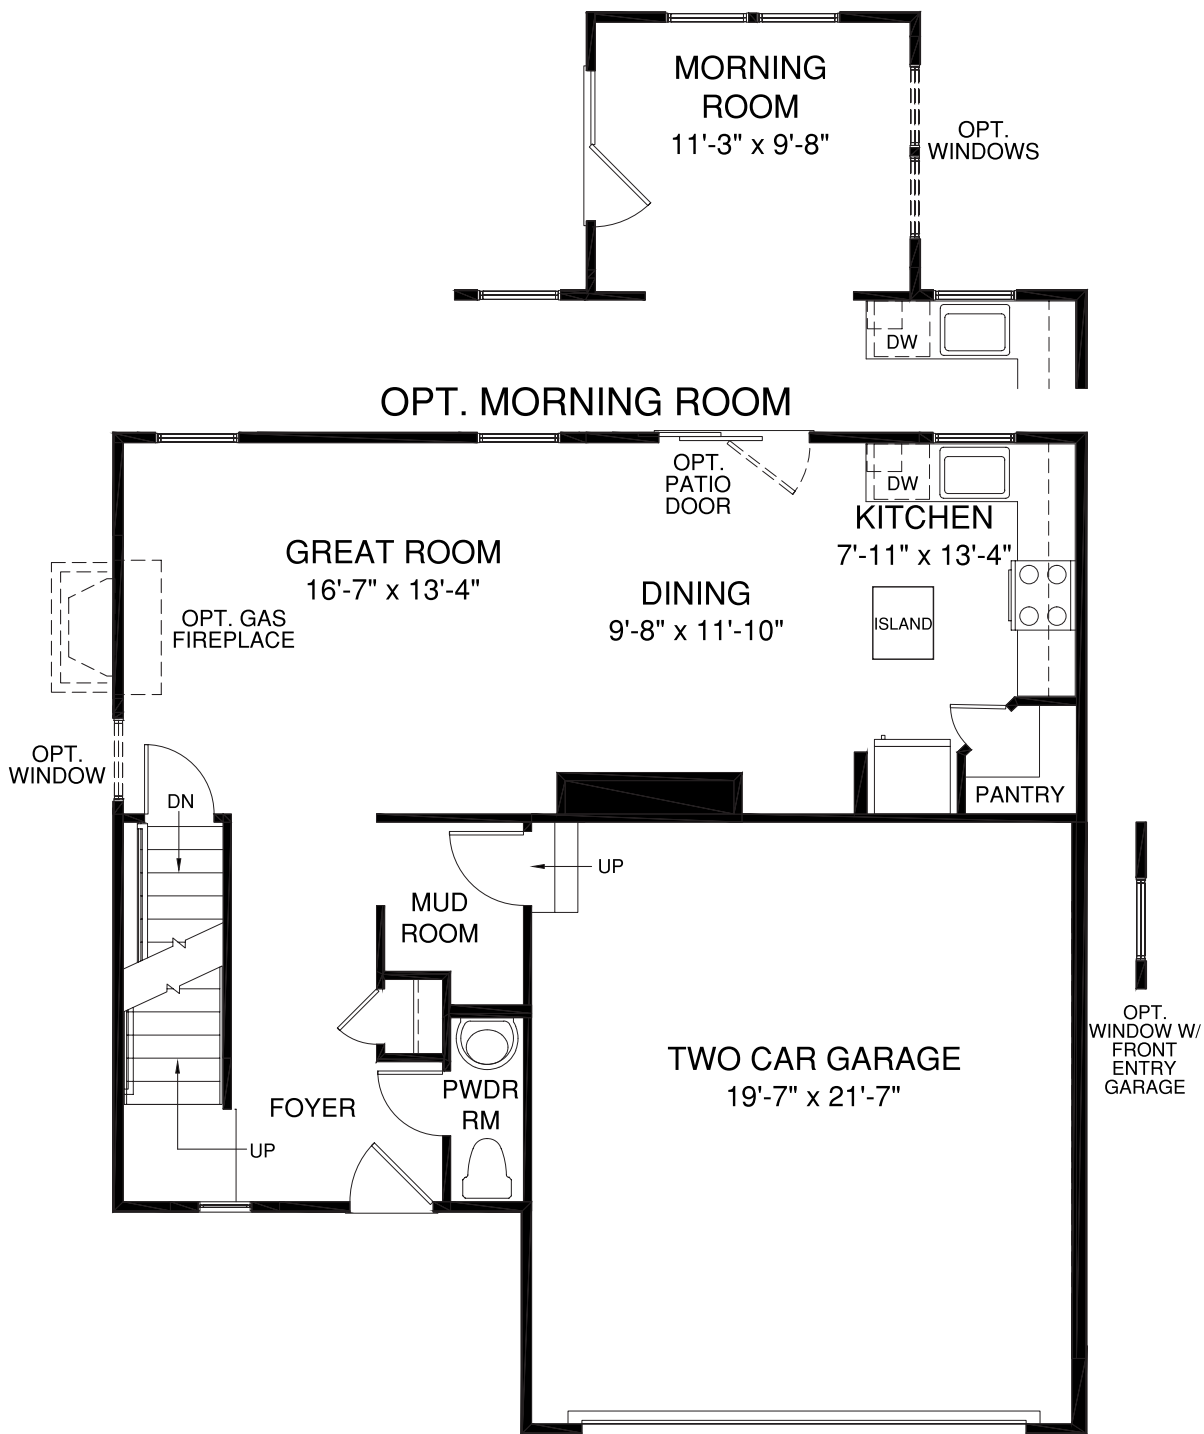 MORNING
ROOM
11'-3" x 9'-8"
OPT.
WINDOWS
DW
OPT. MORNING ROOM
OPT.
PATIO
DOOR
DW
KITCHEN
7'-11" x 13'-4"
GREAT ROOM
16'-7" x 13'-4"
DINING
9'-8" x 11'-10"
ISLAND
OPT. GAS
FIREPLACE
OPT.
WINDOW
DN
PANTRY
UP
MUD
ROOM
OPT.
WINDOW W/
FRONT
ENTRY
GARAGE
TWO CAR GARAGE
19'-7" x 21'-7"
PWDR
RM
FOYER
UP